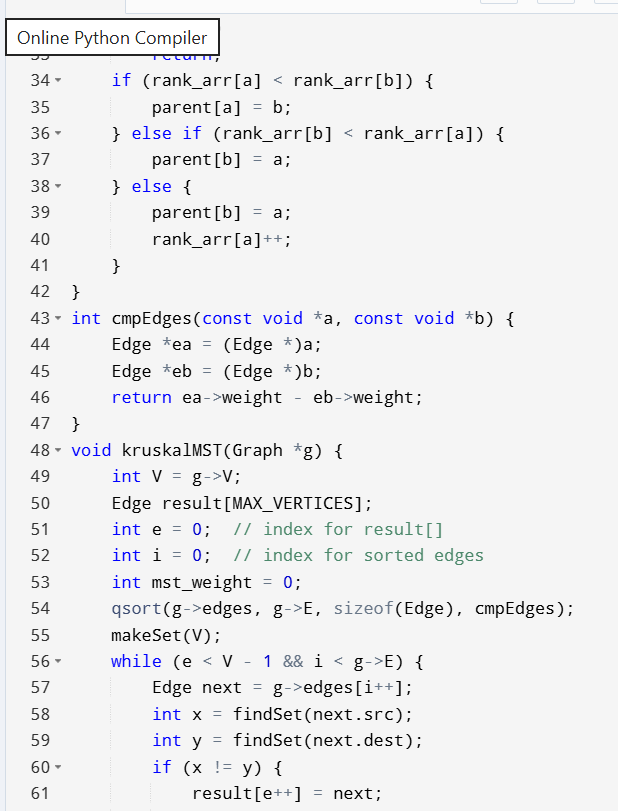 Online Python Compiler
34 if (rank_arr[a] < rank_arr[b]) {
35 parent[a] = b;
36 } else if (rank_arr[b] < rank_arr[a]) {
37 parent[b] = a;
38 } else {
39 parent[b] = a;
40 rank_arr[a]++;
41 }
42 }
43 int cmpEdges(const void *a, const void *b) {
44 Edge *ea = (Edge *)a;
45 Edge *eb = (Edge *)b;
46 return ea->weight - eb->weight;
47 }
48 void kruskalMST(Graph *g) {
49 int V = g->V;
50 Edge result[MAX_VERTICES];
51 int e = 0; // index for result[]
52 int i = 0; // index for sorted edges
53 int mst_weight = 0;
54 qsort(g->edges, g->E, sizeof(Edge), cmpEdges);
55 makeSet(V);
56 while (e < V - 1 && i < g->E) {
57 Edge next = g->edges[i++];
58 int x = findSet(next.src);
59 int y = findSet(next.dest);
60 if (x != y) {
61 result[e++] = next;